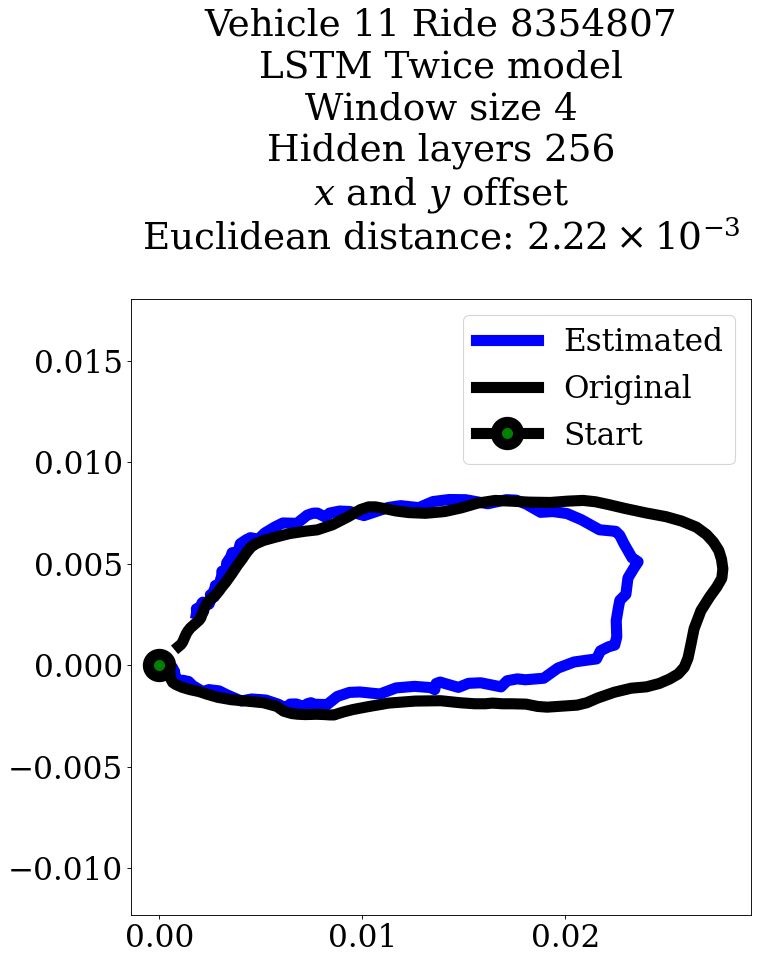 Vehicle 11 Ride 8354807
LSTM Twice model
Window size 4
Hidden layers 256
x and y offset
Euclidean distance: 2.22 × 10⁻³
Estimated
Original
Start
0.015
0.010
0.005
0.000
−0.005
−0.010
0.00 0.01 0.02